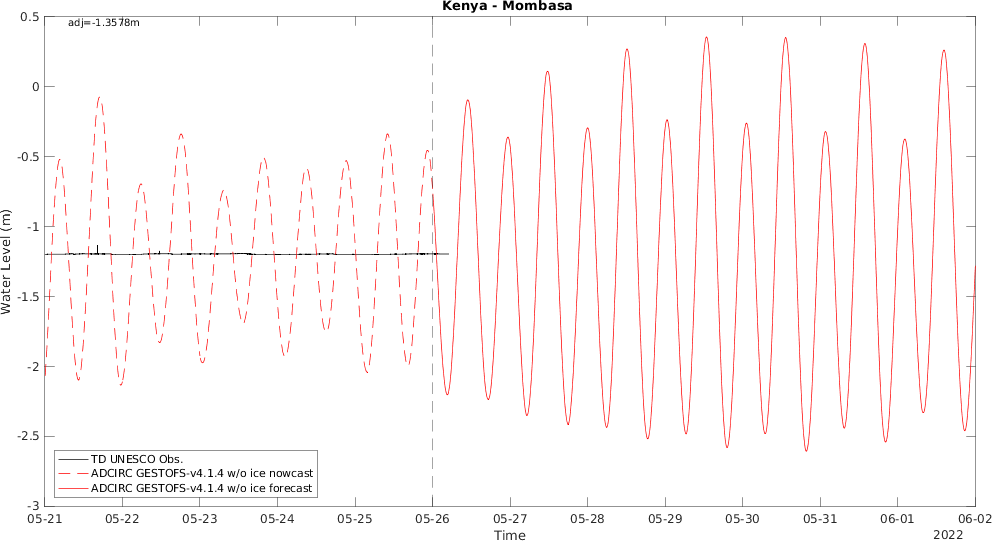 Kenya - Mombasa
adj=-1.3578m
0.5
0
-0.5
-1
-1.5
-2
-2.5
-3
Water Level (m)
TD UNESCO Obs.
ADCIRC GESTOFS-v4.1.4 w/o ice nowcast
ADCIRC GESTOFS-v4.1.4 w/o ice forecast
05-21 05-22 05-23 05-24 05-25 05-26 05-27 05-28 05-29 05-30 05-31 06-01 06-02
Time
2022